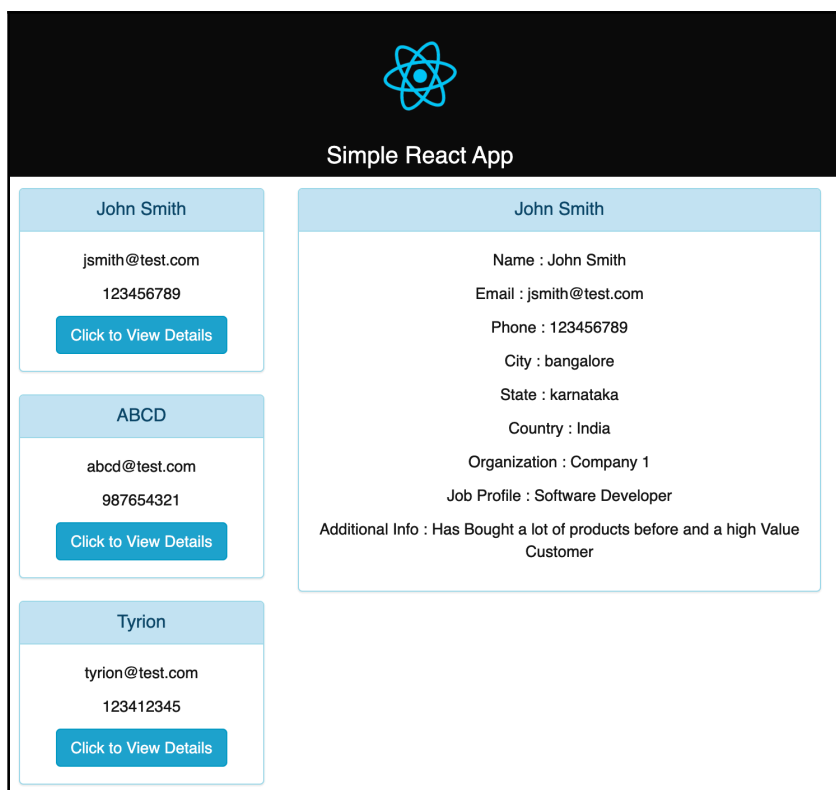 Simple React App
John Smith
jsmith@test.com
123456789
Click to View Details
ABCD
abcd@test.com
987654321
Click to View Details
Tyrion
tyrion@test.com
123412345
Click to View Details
John Smith
Name : John Smith
Email : jsmith@test.com
Phone : 123456789
City : bangalore
State : karnataka
Country : India
Organization : Company 1
Job Profile : Software Developer
Additional Info : Has Bought a lot of products before and a high Value
Customer